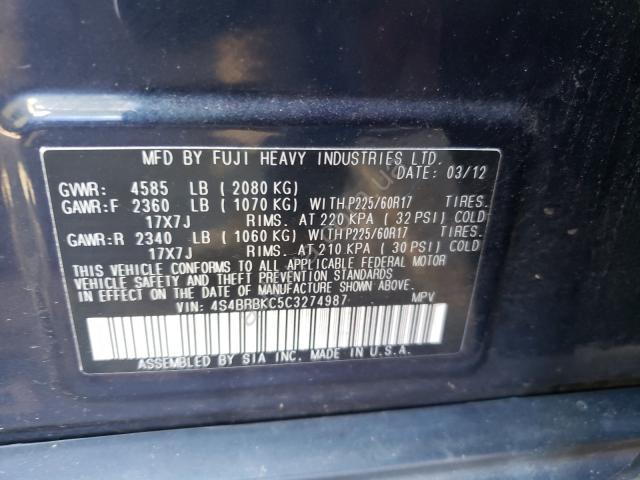 MFD BY FUJI HEAVY INDUSTRIES LTD.
DATE: 03/12
GVWR: 4585 LB (2080 KG)
GAWR:F 2360 LB (1070 KG) WITH P225/60R17 TIRES.
17X7J RIMS. AT 220 KPA (32 PSI) COLD
GAWR:R 2340 LB (1060 KG) WITH P225/60R17 TIRES.
17X7J RIMS. AT 210 KPA (30 PSI) COLD
THIS VEHICLE CONFORMS TO ALL APPLICABLE FEDERAL MOTOR
VEHICLE SAFETY AND THEFT PREVENTION STANDARDS
IN EFFECT ON THE DATE OF MANUFACTURE SHOWN ABOVE.
VIN: 4S4BRBKC5C3274987 MPV
ASSEMBLED BY SIA INC. MADE IN U.S.A.